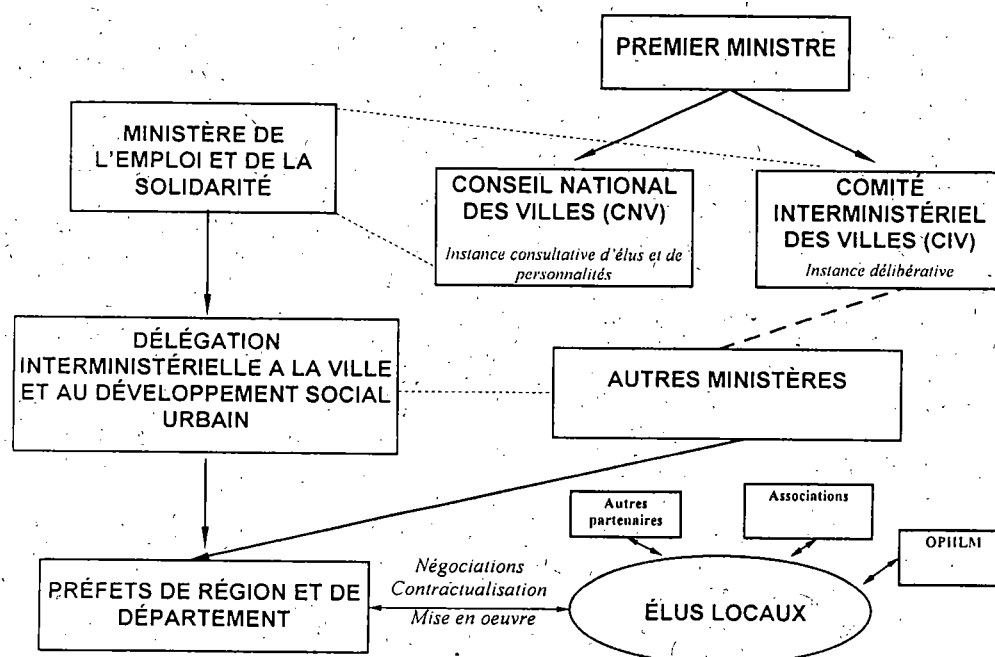 PREMIER MINISTRE
MINISTÈRE DE
L'EMPLOI ET DE LA
SOLIDARITÉ
CONSEIL NATIONAL
DES VILLES (CNV)
Instance consultative d'élus et de
personnalités
COMITÉ
INTERMINISTÉRIEL
DES VILLES (CIV)
Instance délibérative
DÉLÉGATION
INTERMINISTÉRIELLE A LA VILLE
ET AU DÉVELOPPEMENT SOCIAL
URBAIN
AUTRES MINISTÈRES
Autres
partenaires
Associations
OPHLM
PRÉFETS DE RÉGION ET DE
DÉPARTEMENT
Négociations
Contractualisation
Mise en oeuvre
ÉLUS LOCAUX